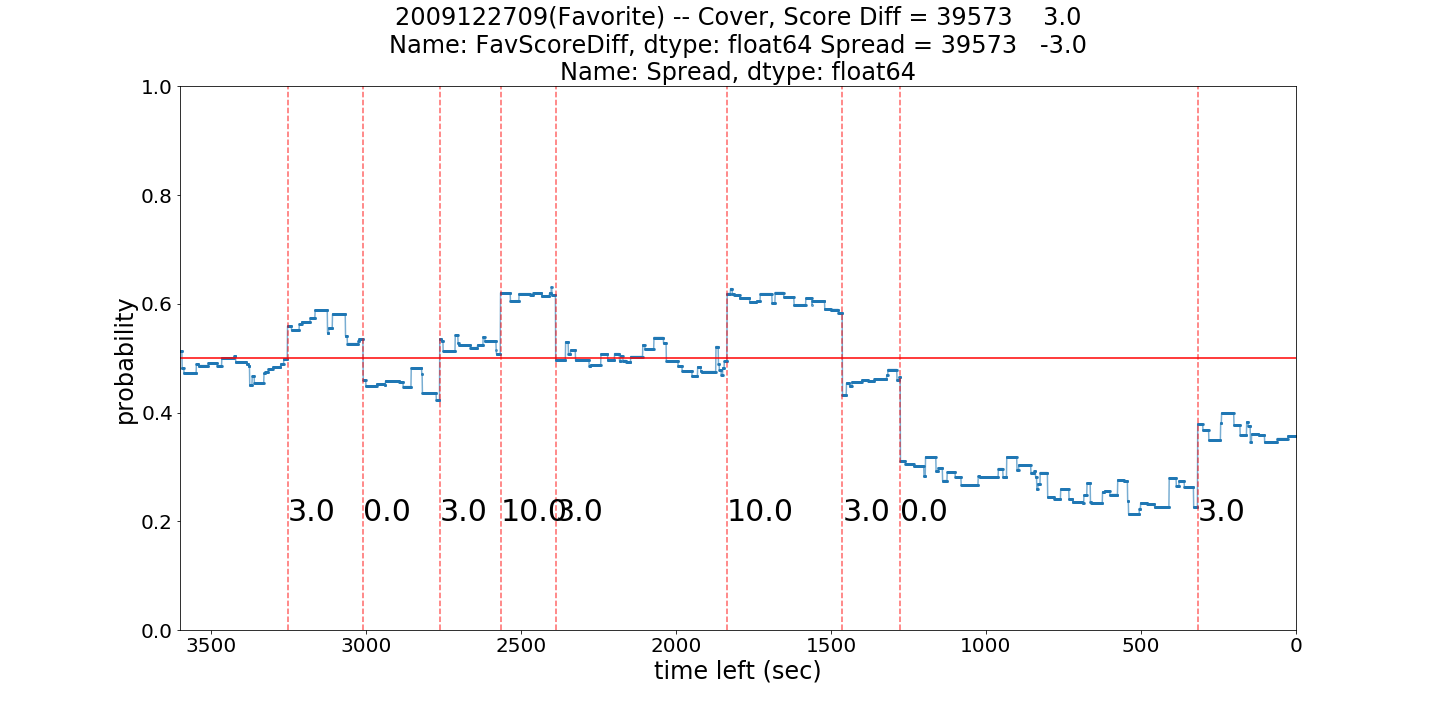 2009122709(Favorite) -- Cover, Score Diff = 39573    3.0
Name: FavScoreDiff, dtype: float64 Spread = 39573   -3.0
Name: Spread, dtype: float64
1.0
0.8
0.6
0.4
0.2
0.0
probability
3.0 0.0 3.0 10.0 3.0 10.0 3.0 0.0 3.0
3500 3000 2500 2000 1500 1000 500 0
time left (sec)